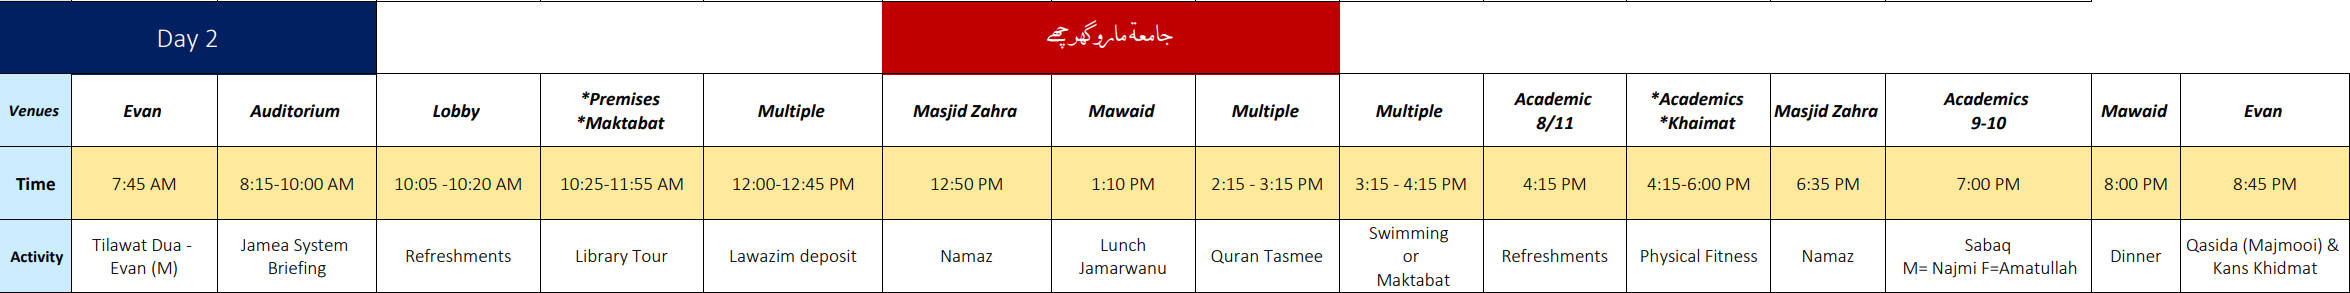 Day 2
جامعة مارو گھر چھے
Venues Evan Auditorium Lobby *Premises *Maktabat Multiple Masjid Zahra Mawaid Multiple Multiple Academic 8/11 *Academics *Khaimat Masjid Zahra Academics 9-10 Mawaid Evan
Time 7:45 AM 8:15-10:00 AM 10:05 -10:20 AM 10:25-11:55 AM 12:00-12:45 PM 12:50 PM 1:10 PM 2:15 - 3:15 PM 3:15 - 4:15 PM 4:15 PM 4:15-6:00 PM 6:35 PM 7:00 PM 8:00 PM 8:45 PM
Activity Tilawat Dua - Evan (M) Jamea System Briefing Refreshments Library Tour Lawazim deposit Namaz Lunch Jamarwanu Quran Tasmee Swimming or Maktabat Refreshments Physical Fitness Namaz Sabaq M= Najmi F=Amatullah Dinner Qasida (Majmooi) & Kans Khidmat